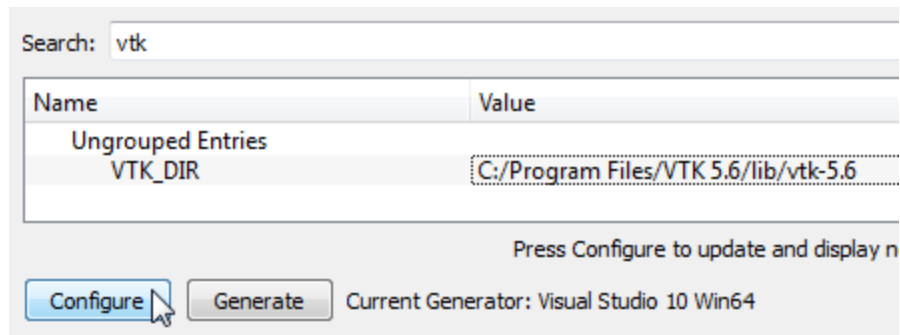 Search: vtk
Name Value
Ungrouped Entries
VTK_DIR C:/Program Files/VTK 5.6/lib/vtk-5.6
Press Configure to update and display n
Configure Generate Current Generator: Visual Studio 10 Win64